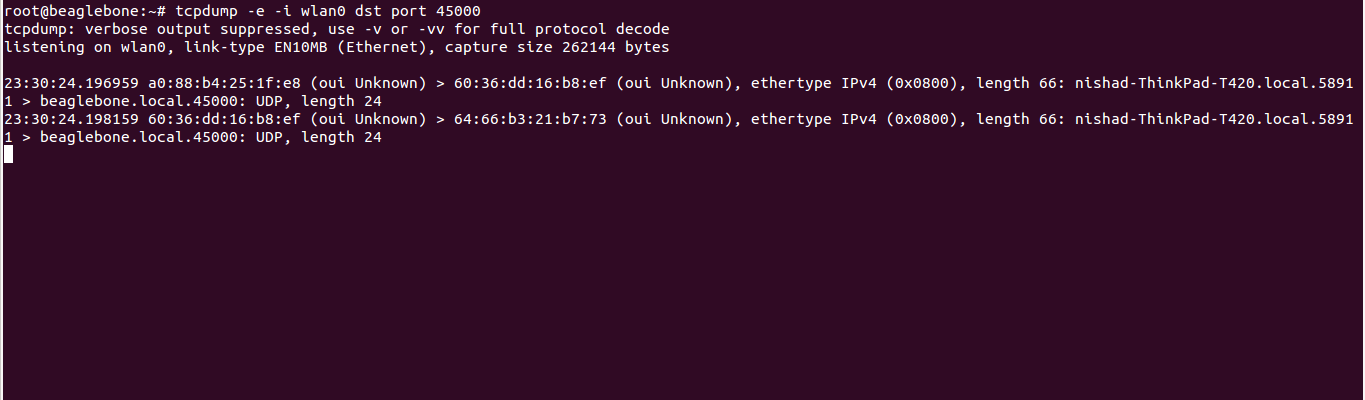 root@beaglebone:~# tcpdump -e -i wlan0 dst port 45000
tcpdump: verbose output suppressed, use -v or -vv for full protocol decode
listening on wlan0, link-type EN10MB (Ethernet), capture size 262144 bytes
23:30:24.196959 a0:88:b4:25:1f:e8 (oui Unknown) > 60:36:dd:16:b8:ef (oui Unknown), ethertype IPv4 (0x0800), length 66: nishad-ThinkPad-T420.local.5891
1 > beaglebone.local.45000: UDP, length 24
23:30:24.198159 60:36:dd:16:b8:ef (oui Unknown) > 64:66:b3:21:b7:73 (oui Unknown), ethertype IPv4 (0x0800), length 66: nishad-ThinkPad-T420.local.5891
1 > beaglebone.local.45000: UDP, length 24